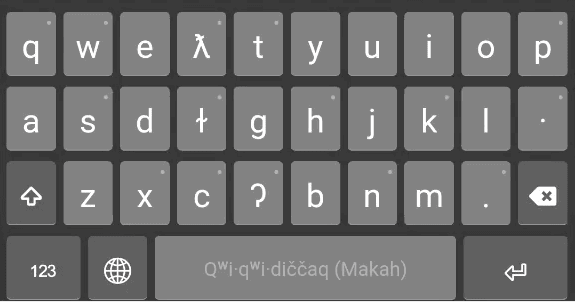 q w e ƛ t y u i o p
a s d ɫ g h j k l ·
z x c ʔ b n m .
123 Qʷi·qʷi·diččaq (Makah)